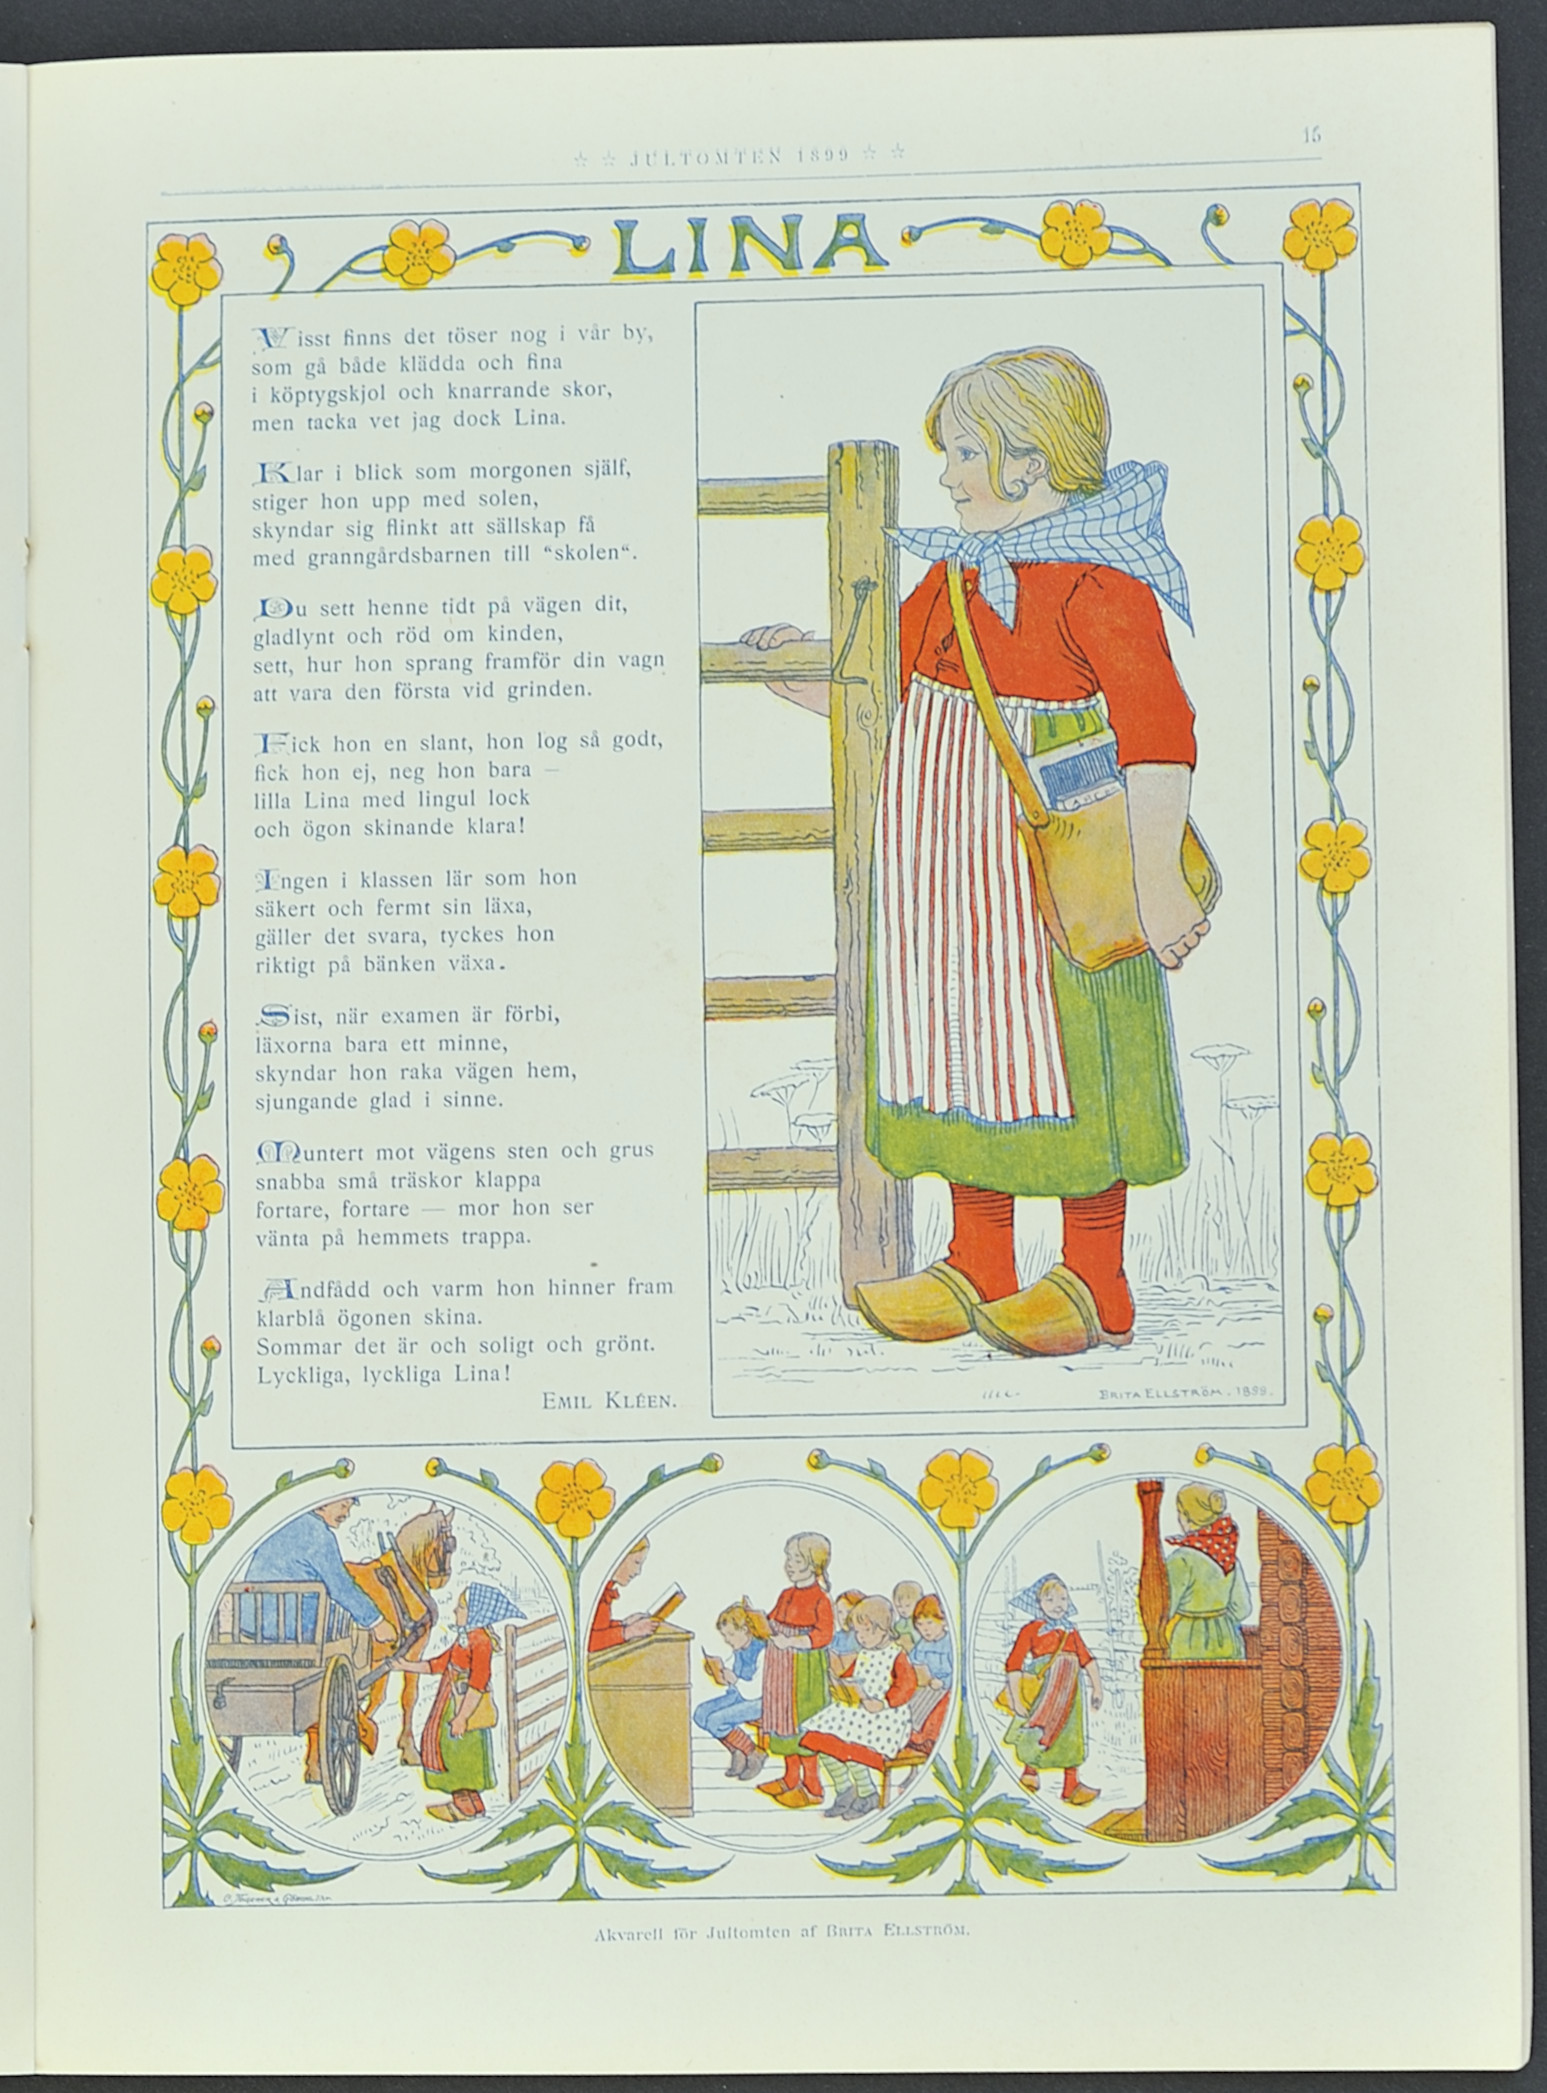 ☆ ☆ JULTOMTEN 1899 ☆ ☆
15
LINA
Visst finns det töser nog i vår by,
som gå både klädda och fina
i köptygskjol och knarrande skor,
men tacka vet jag dock Lina.
Klar i blick som morgonen själf,
stiger hon upp med solen,
skyndar sig flinkt att sällskap få
med granngårdsbarnen till “skolen“.
Du sett henne tidt på vägen dit,
gladlynt och röd om kinden,
sett, hur hon sprang framför din vagn
att vara den första vid grinden.
Fick hon en slant, hon log så godt,
fick hon ej, neg hon bara —
lilla Lina med lingul lock
och ögon skinande klara!
Ingen i klassen lär som hon
säkert och fermt sin läxa,
gäller det svara, tyckes hon
riktigt på bänken växa.
Sist, när examen är förbi,
läxorna bara ett minne,
skyndar hon raka vägen hem,
sjungande glad i sinne.
Muntert mot vägens sten och grus
snabba små träskor klappa
fortare, fortare — mor hon ser
vänta på hemmets trappa.
Andfådd och varm hon hinner fram
klarblå ögonen skina.
Sommar det är och soligt och grönt.
Lyckliga, lyckliga Lina!
EMIL KLÉEN.
BRITA ELLSTRÖM. 1899.
Akvarell för Jultomten af BRITA ELLSTRÖM.